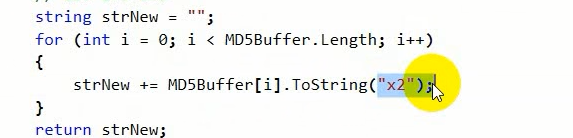 string strNew = "";
for (int i = 0; i < MD5Buffer.Length; i++)
{
strNew += MD5Buffer[i].ToString("x2");
}
return strNew;